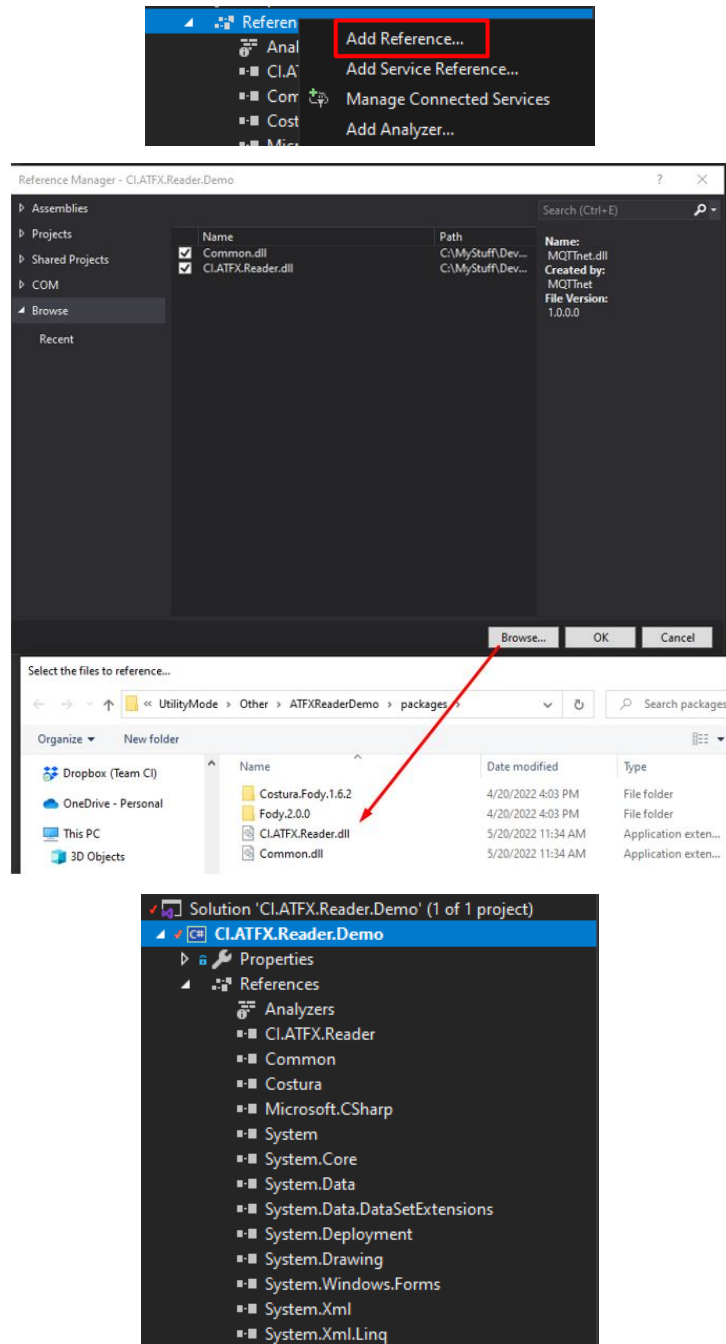 Referen
Add Reference...
Anal
CI.A
Add Service Reference...
Com
Manage Connected Services
Cost
Add Analyzer...
Reference Manager - CI.ATFX.Reader.Demo
? ×
Assemblies
Search (Ctrl+E)
Projects
Shared Projects
COM
Browse
Recent
Name Path
Common.dll C:\MyStuff\Dev...
CI.ATFX.Reader.dll C:\MyStuff\Dev...
Name:
MQTTnet.dll
Created by:
MQTTnet
File Version:
1.0.0.0
Browse... OK Cancel
Select the files to reference...
« UtilityMode › Other › ATFXReaderDemo › packages ›
Search packages
Organize New folder
Name Date modified Type
Dropbox (Team CI)
OneDrive - Personal
This PC
3D Objects
Costura.Fody.1.6.2 4/20/2022 4:03 PM File folder
Fody.2.0.0 4/20/2022 4:03 PM File folder
CI.ATFX.Reader.dll 5/20/2022 11:34 AM Application exten...
Common.dll 5/20/2022 11:34 AM Application exten...
Solution 'CI.ATFX.Reader.Demo' (1 of 1 project)
C# CI.ATFX.Reader.Demo
Properties
References
Analyzers
CI.ATFX.Reader
Common
Costura
Microsoft.CSharp
System
System.Core
System.Data
System.Data.DataSetExtensions
System.Deployment
System.Drawing
System.Windows.Forms
System.Xml
System.Xml.Linq